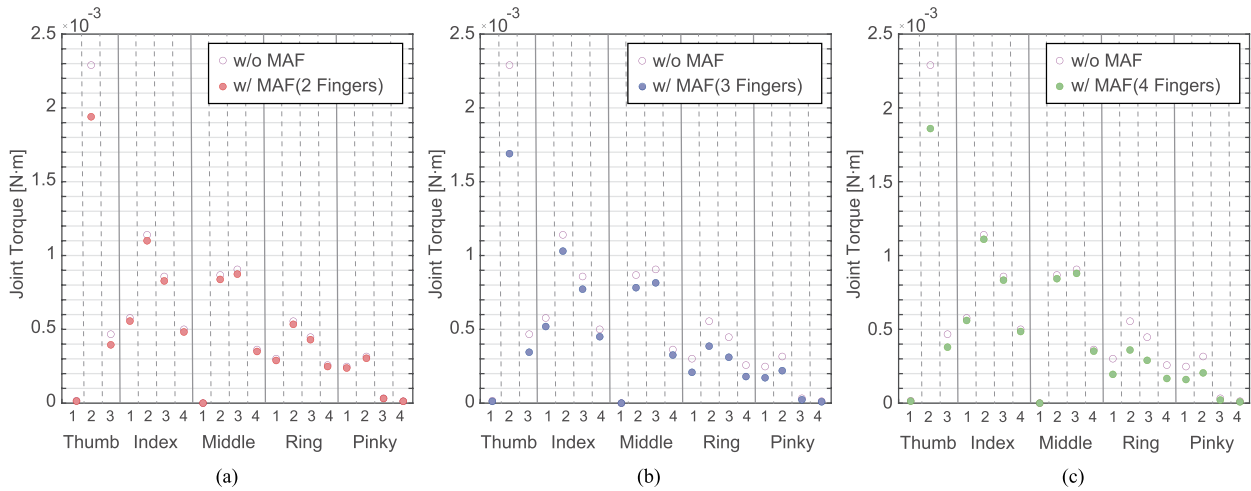 ×10⁻³
2.5
2
1.5
1
0.5
0
Joint Torque [N·m]
w/o MAF
w/ MAF(2 Fingers)
1 2 3 1 2 3 4 1 2 3 4 1 2 3 4 1 2 3 4
Thumb Index Middle Ring Pinky
(a)
×10⁻³
2.5
2
1.5
1
0.5
0
Joint Torque [N·m]
w/o MAF
w/ MAF(3 Fingers)
1 2 3 1 2 3 4 1 2 3 4 1 2 3 4 1 2 3 4
Thumb Index Middle Ring Pinky
(b)
×10⁻³
2.5
2
1.5
1
0.5
0
Joint Torque [N·m]
w/o MAF
w/ MAF(4 Fingers)
1 2 3 1 2 3 4 1 2 3 4 1 2 3 4 1 2 3 4
Thumb Index Middle Ring Pinky
(c)